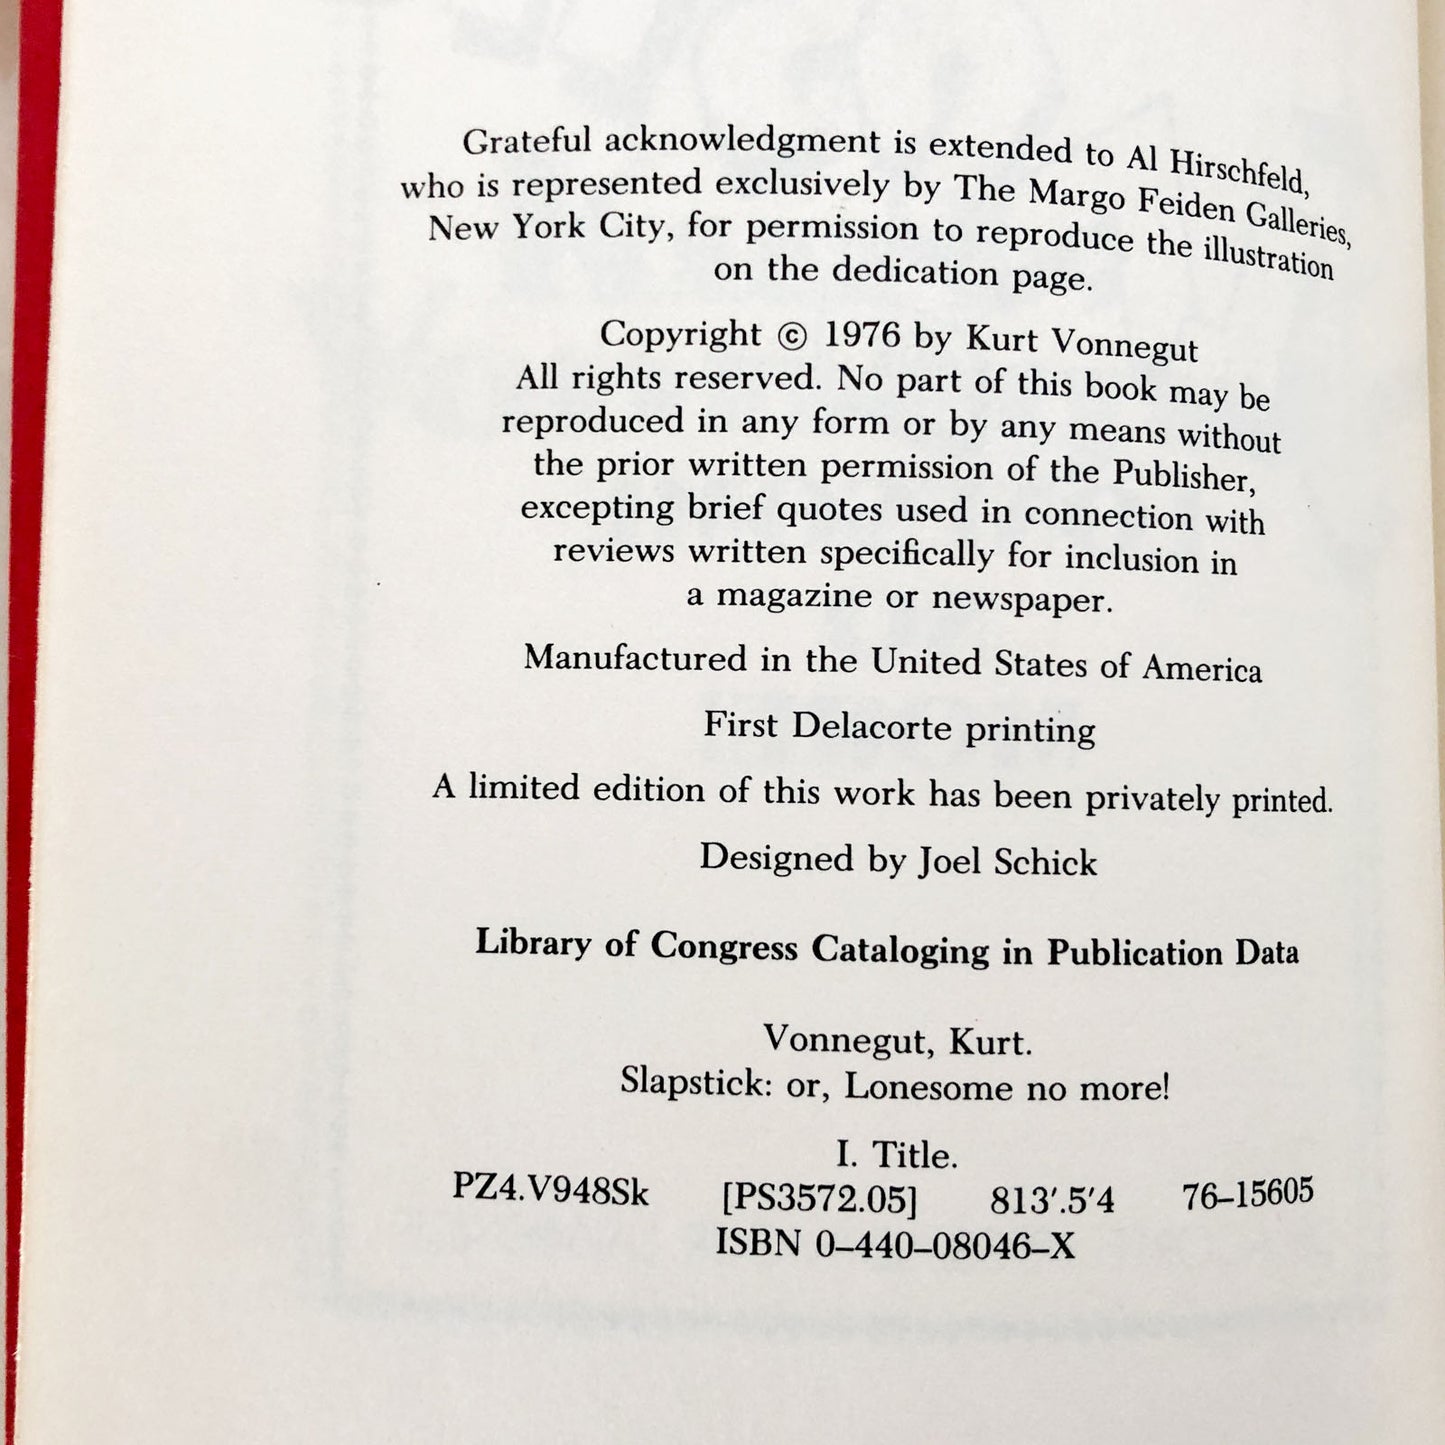 Grateful acknowledgment is extended to Al Hirschfeld,
who is represented exclusively by The Margo Feiden Galleries,
New York City, for permission to reproduce the illustration
on the dedication page.
Copyright © 1976 by Kurt Vonnegut
All rights reserved. No part of this book may be
reproduced in any form or by any means without
the prior written permission of the Publisher,
excepting brief quotes used in connection with
reviews written specifically for inclusion in
a magazine or newspaper.
Manufactured in the United States of America
First Delacorte printing
A limited edition of this work has been privately printed.
Designed by Joel Schick
Library of Congress Cataloging in Publication Data
Vonnegut, Kurt.
Slapstick: or, Lonesome no more!
I. Title.
PZ4.V948Sk [PS3572.05] 813′.5′4 76–15605
ISBN 0–440–08046–X